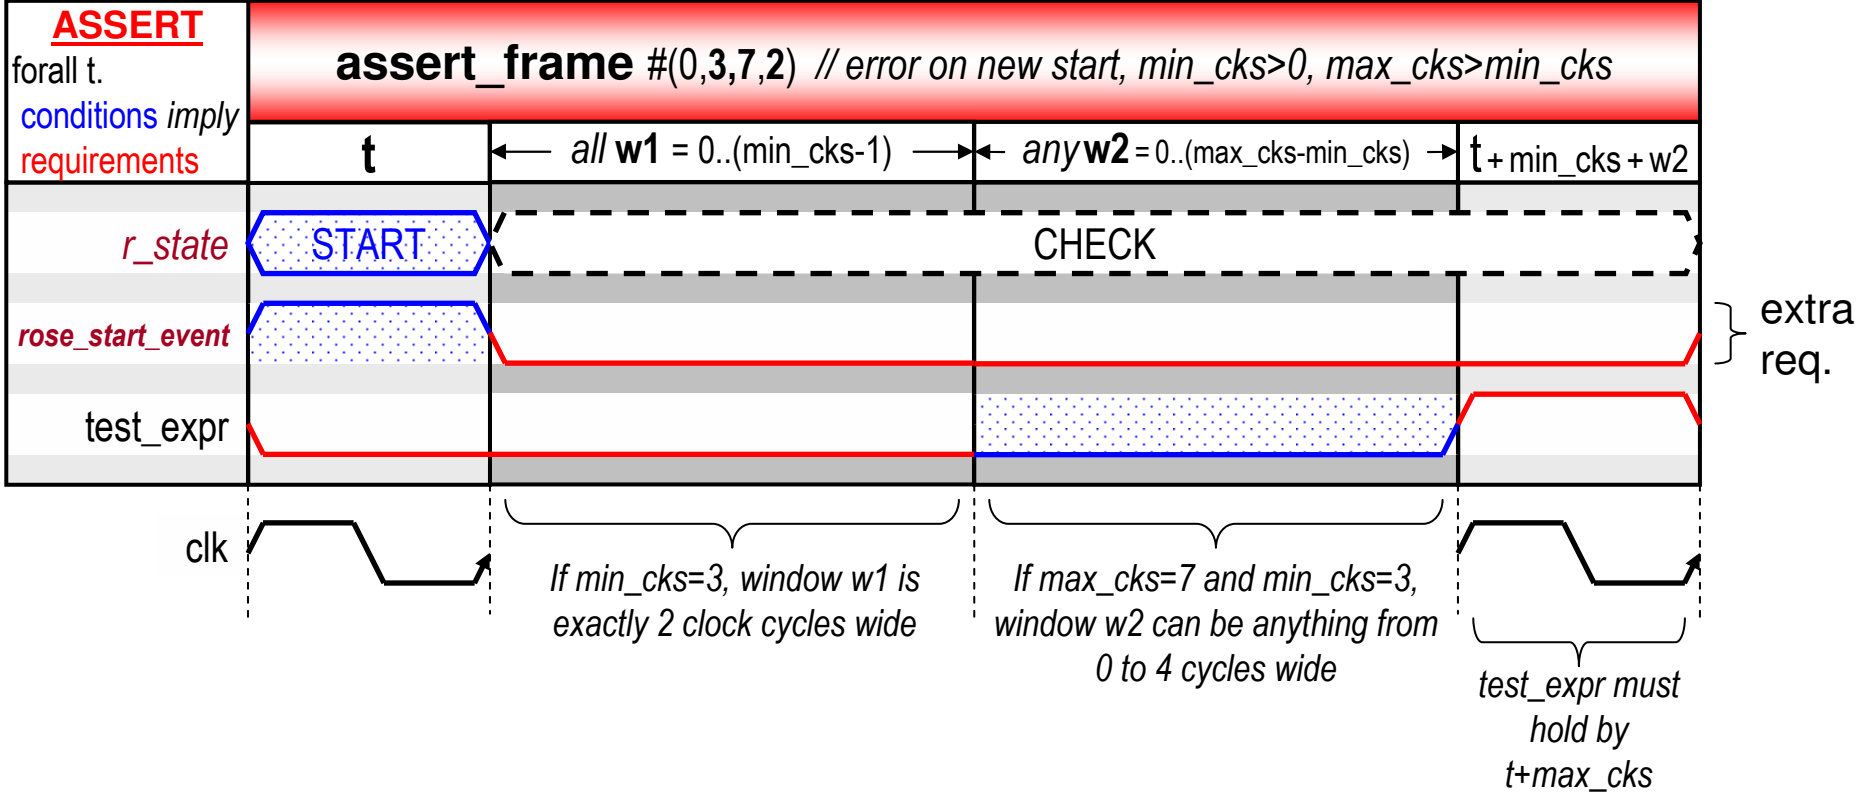 ASSERT
forall t.
conditions imply
requirements
assert_frame #(0,3,7,2) // error on new start, min_cks>0, max_cks>min_cks
t
all w1 = 0..(min_cks-1)
any w2 = 0..(max_cks-min_cks)
t + min_cks + w2
r_state
START
CHECK
rose_start_event
extra
req.
test_expr
clk
If min_cks=3, window w1 is
exactly 2 clock cycles wide
If max_cks=7 and min_cks=3,
window w2 can be anything from
0 to 4 cycles wide
test_expr must
hold by
t+max_cks